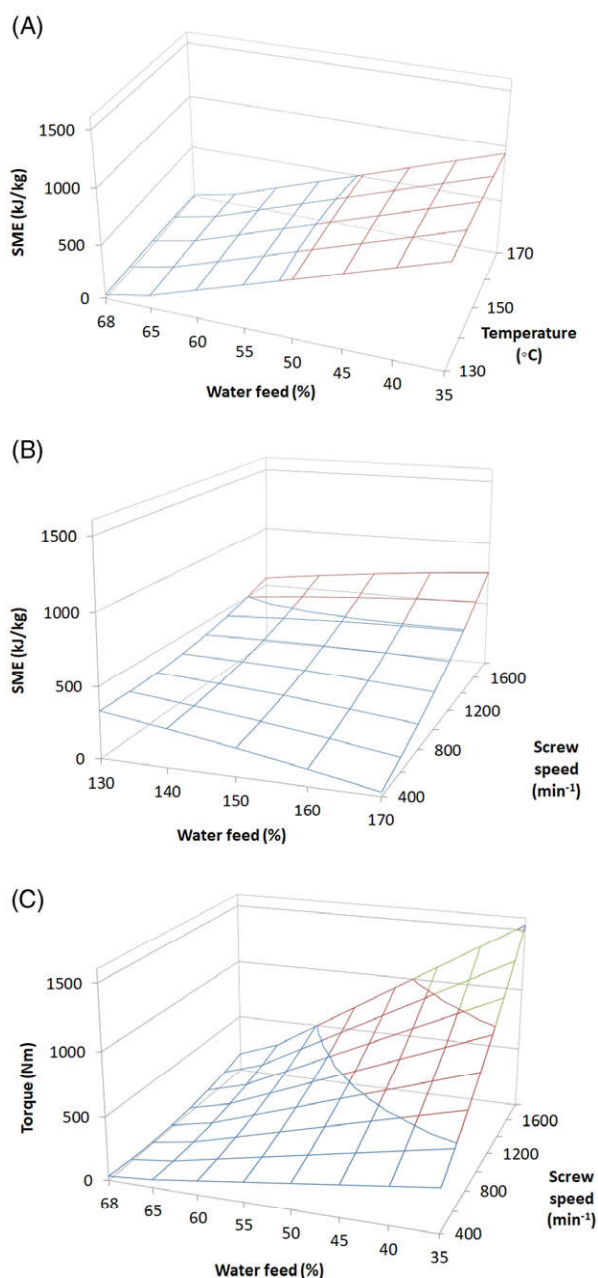 (A)
1500
1000
500
0
SME (kJ/kg)
68
65
60
55
50
45
40
35
Water feed (%)
170
150
130
Temperature
(◦C)
(B)
1500
1000
500
0
SME (kJ/kg)
130
140
150
160
170
Water feed (%)
1600
1200
800
400
Screw
speed
(min⁻¹)
(C)
1500
1000
500
0
Torque (Nm)
68
65
60
55
50
45
40
35
Water feed (%)
1600
1200
800
400
Screw
speed
(min⁻¹)